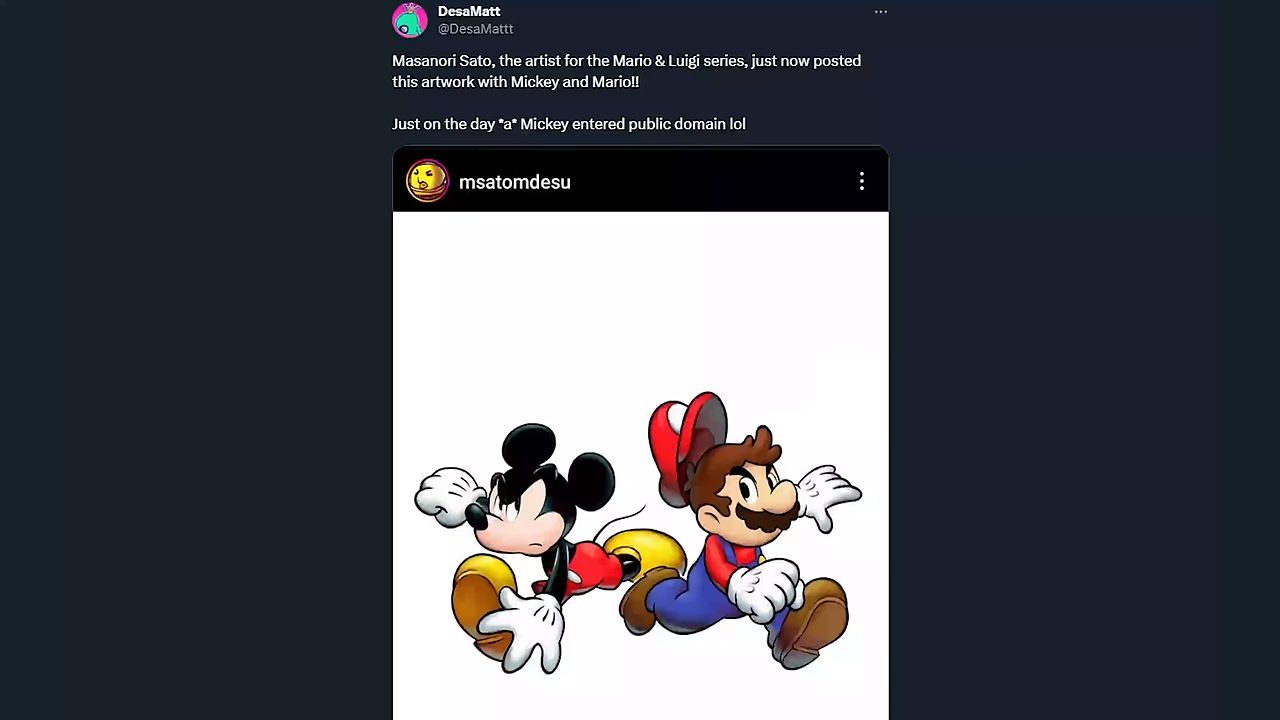 DesaMatt
@DesaMattt
Masanori Sato, the artist for the Mario & Luigi series, just now posted
this artwork with Mickey and Mario!!
Just on the day *a* Mickey entered public domain lol
msatomdesu